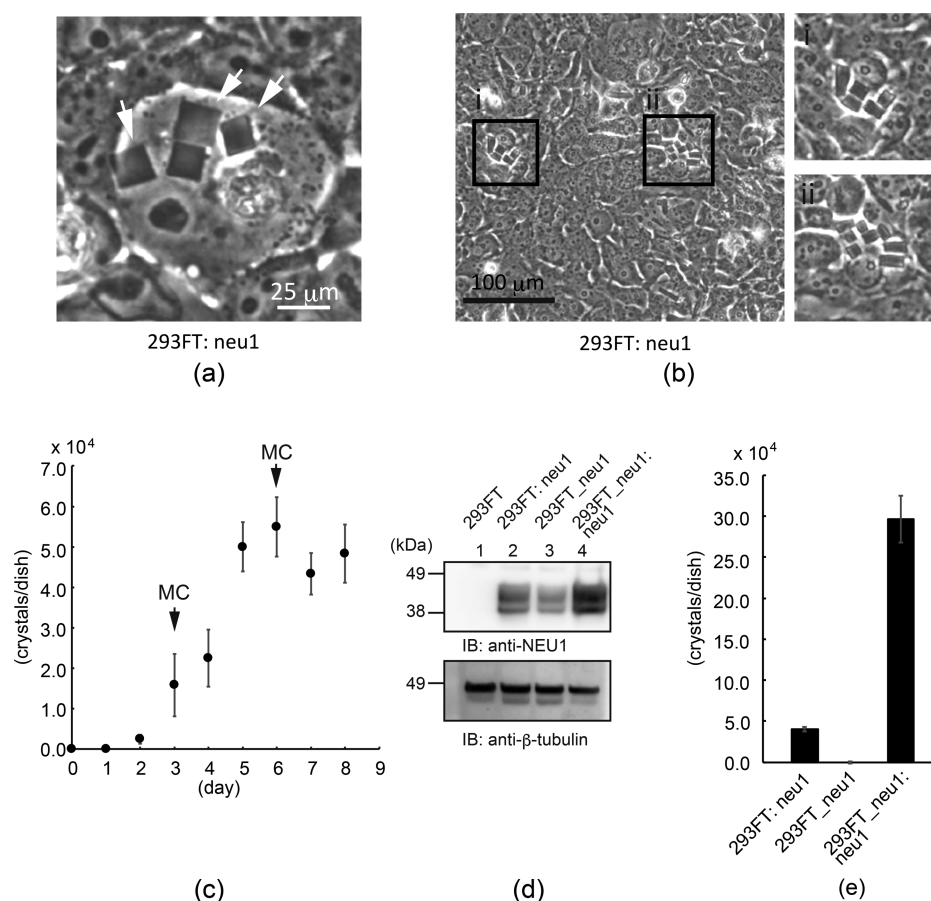 25 μm
293FT: neu1
(a)
i
ii
100 μm
i
ii
293FT: neu1
(b)
x 10⁴
7.0
6.0
5.0
4.0
3.0
2.0
1.0
0.0
(crystals/dish)
MC
MC
0 1 2 3 4 5 6 7 8 9
(day)
(c)
293FT
293FT: neu1
293FT_neu1
293FT_neu1:
neu1
(kDa)
1 2 3 4
49
38
IB: anti-NEU1
49
IB: anti-β-tubulin
(d)
x 10⁴
35.0
30.0
25.0
20.0
15.0
10.0
5.0
0.0
(crystals/dish)
293FT: neu1
293FT_neu1
293FT_neu1:
neu1
(e)